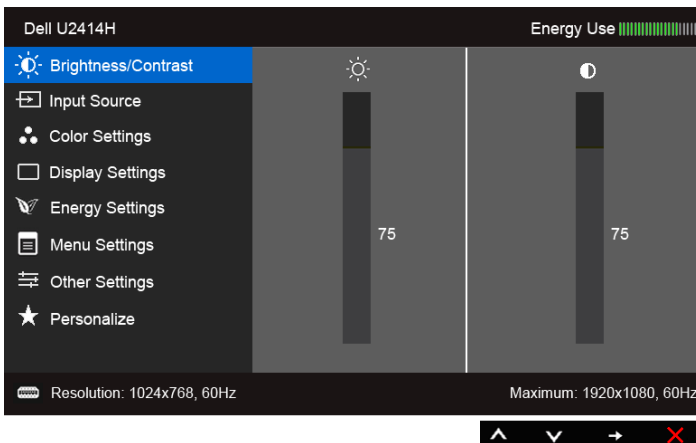 Dell U2414H Energy Use
Brightness/Contrast
Input Source
Color Settings
Display Settings
Energy Settings
Menu Settings
Other Settings
Personalize
75 75
Resolution: 1024x768, 60Hz Maximum: 1920x1080, 60Hz